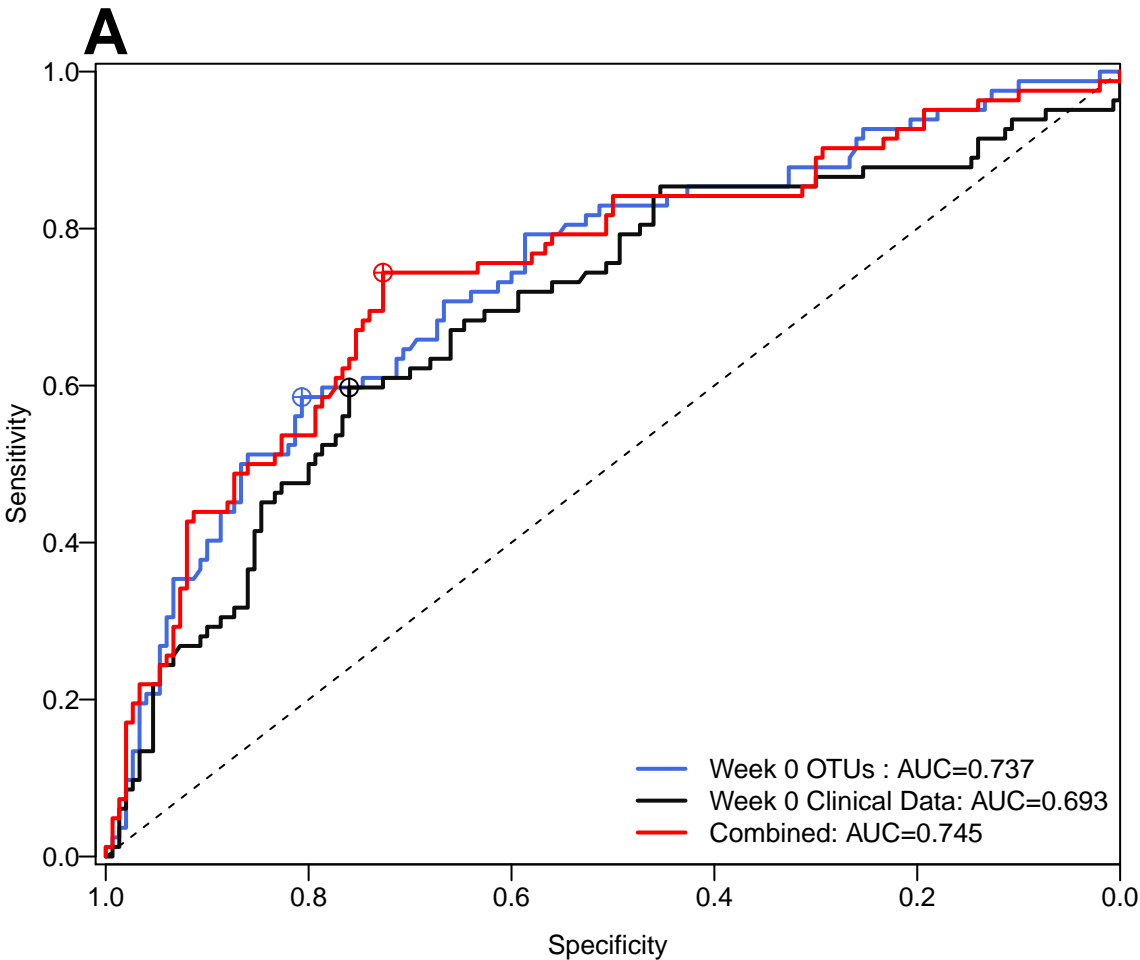 A
1.0
0.8
0.6
0.4
0.2
0.0
Sensitivity
Week 0 OTUs : AUC=0.737
Week 0 Clinical Data: AUC=0.693
Combined: AUC=0.745
1.0 0.8 0.6 0.4 0.2 0.0
Specificity